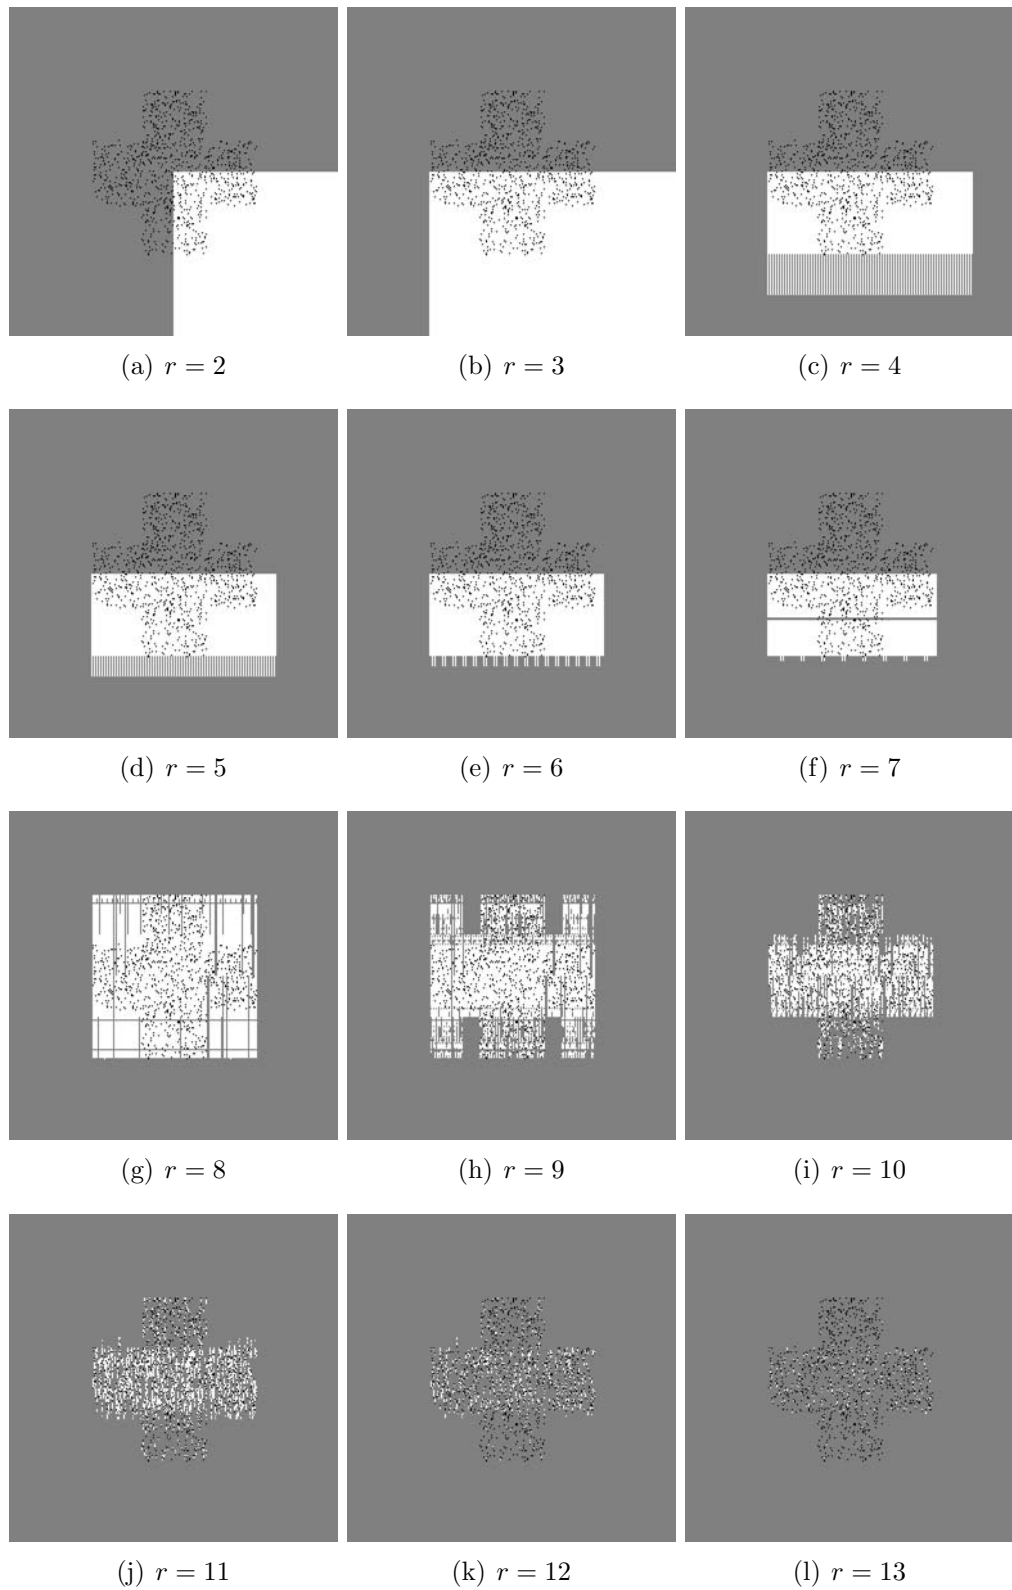 (a) r = 2 (b) r = 3 (c) r = 4
(d) r = 5 (e) r = 6 (f) r = 7
(g) r = 8 (h) r = 9 (i) r = 10
(j) r = 11 (k) r = 12 (l) r = 13